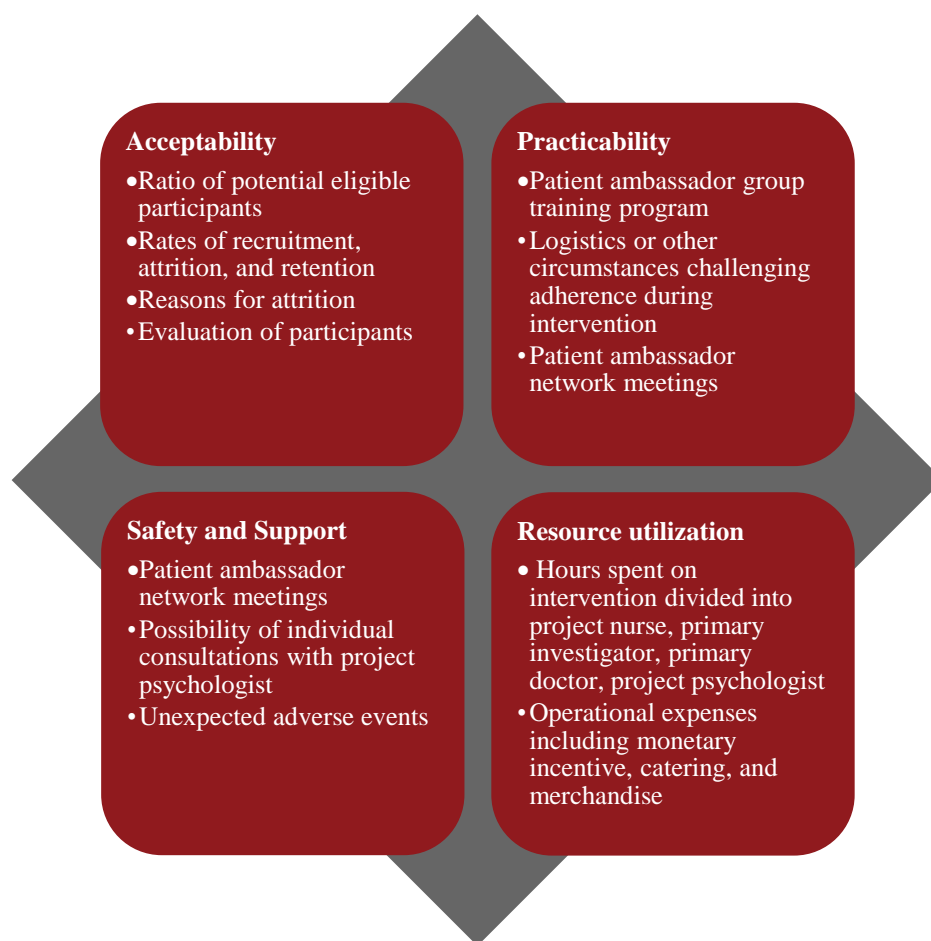 Acceptability
•Ratio of potential eligible
participants
•Rates of recruitment,
attrition, and retention
•Reasons for attrition
•Evaluation of participants
Practicability
•Patient ambassador group
training program
•Logistics or other
circumstances challenging
adherence during
intervention
•Patient ambassador
network meetings
Safety and Support
•Patient ambassador
network meetings
•Possibility of individual
consultations with project
psychologist
•Unexpected adverse events
Resource utilization
• Hours spent on
intervention divided into
project nurse, primary
investigator, primary
doctor, project psychologist
•Operational expenses
including monetary
incentive, catering, and
merchandise